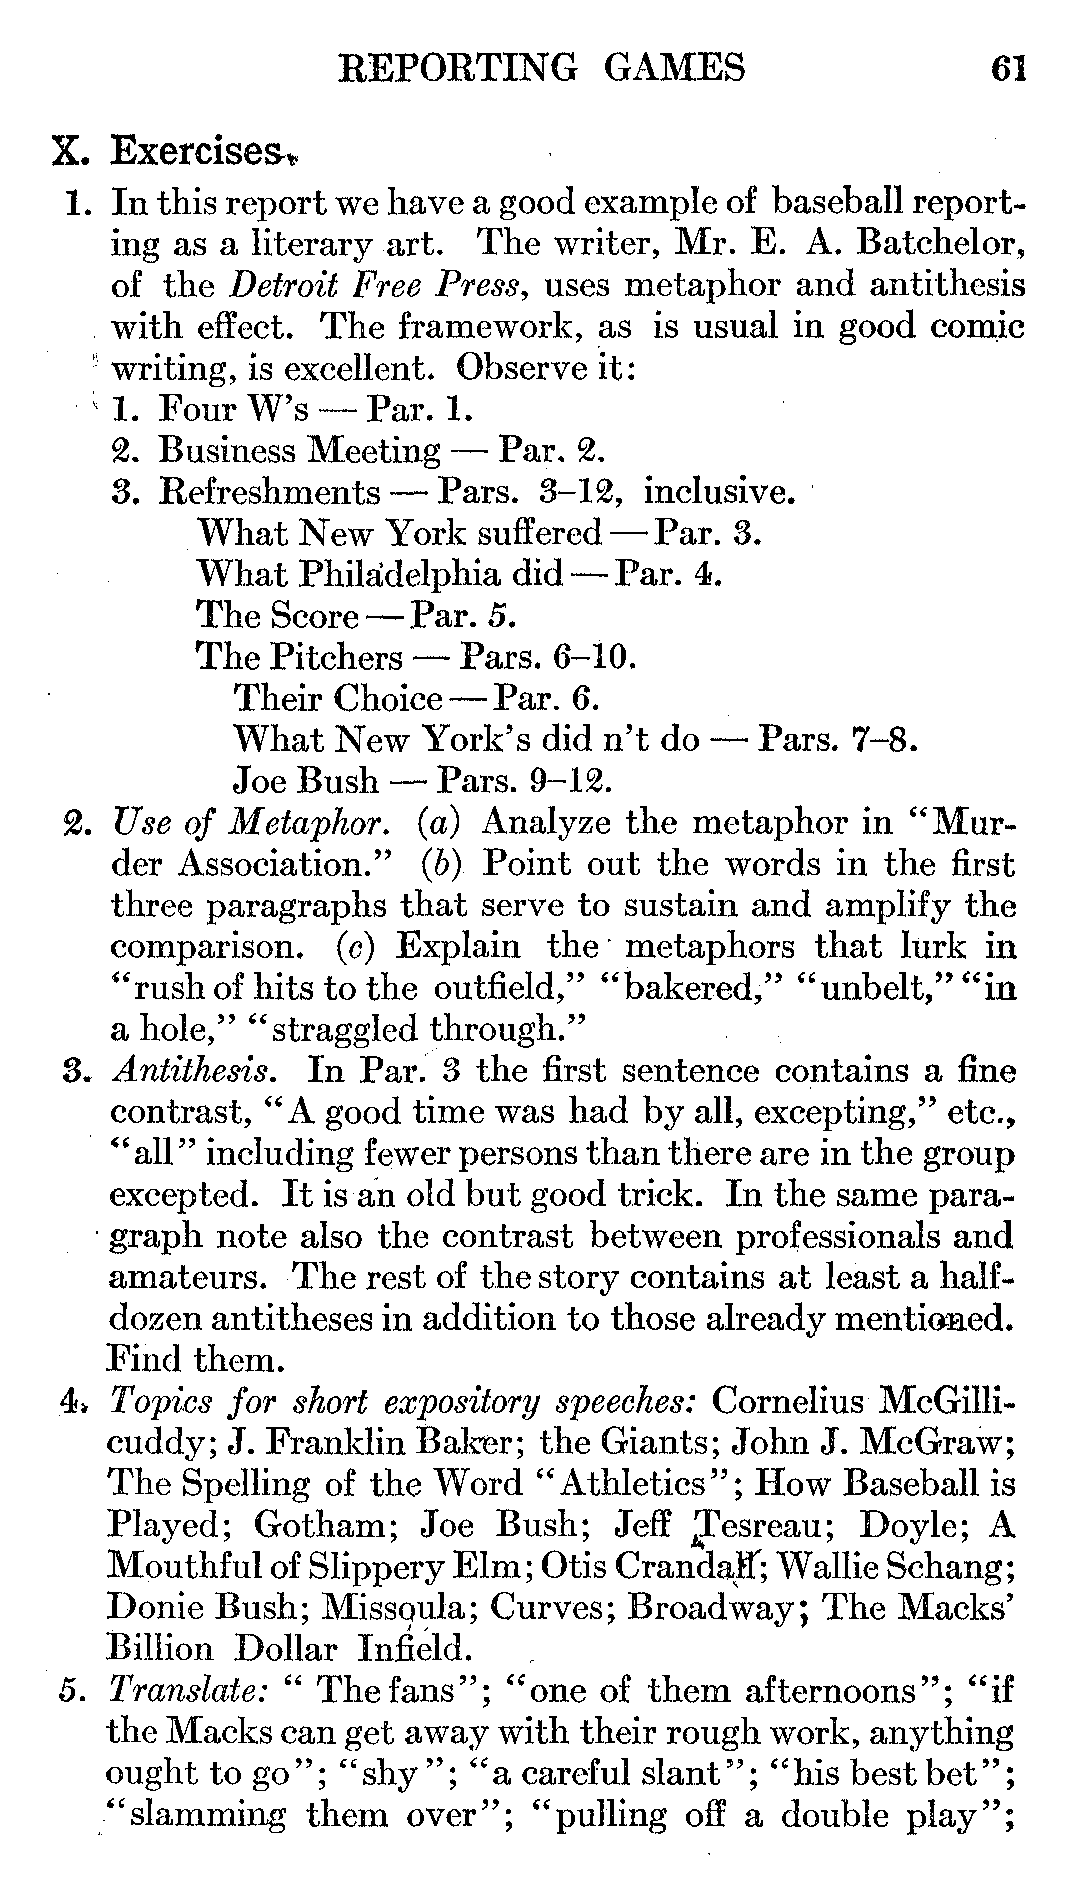 REPORTING GAMES 61
X. Exercises.
1. In this report we have a good example of baseball report-
ing as a literary art. The writer, Mr. E. A. Batchelor,
of the Detroit Free Press, uses metaphor and antithesis
with effect. The framework, as is usual in good comic
writing, is excellent. Observe it:
1. Four W's — Par. 1.
2. Business Meeting — Par. 2.
3. Refreshments — Pars. 3–12, inclusive.
What New York suffered — Par. 3.
What Philadelphia did — Par. 4.
The Score — Par. 5.
The Pitchers — Pars. 6–10.
Their Choice — Par. 6.
What New York's did n't do — Pars. 7–8.
Joe Bush — Pars. 9–12.
2. Use of Metaphor. (a) Analyze the metaphor in "Mur-
der Association." (b) Point out the words in the first
three paragraphs that serve to sustain and amplify the
comparison. (c) Explain the metaphors that lurk in
"rush of hits to the outfield," "bakered," "unbelt," "in
a hole," "straggled through."
3. Antithesis. In Par. 3 the first sentence contains a fine
contrast, "A good time was had by all, excepting," etc.,
"all" including fewer persons than there are in the group
excepted. It is an old but good trick. In the same para-
graph note also the contrast between professionals and
amateurs. The rest of the story contains at least a half-
dozen antitheses in addition to those already mentioned.
Find them.
4. Topics for short expository speeches: Cornelius McGilli-
cuddy; J. Franklin Baker; the Giants; John J. McGraw;
The Spelling of the Word "Athletics"; How Baseball is
Played; Gotham; Joe Bush; Jeff Tesreau; Doyle; A
Mouthful of Slippery Elm; Otis Crandall; Wallie Schang;
Donie Bush; Missoula; Curves; Broadway; The Macks'
Billion Dollar Infield.
5. Translate: "The fans"; "one of them afternoons"; "if
the Macks can get away with their rough work, anything
ought to go"; "shy"; "a careful slant"; "his best bet";
"slamming them over"; "pulling off a double play";